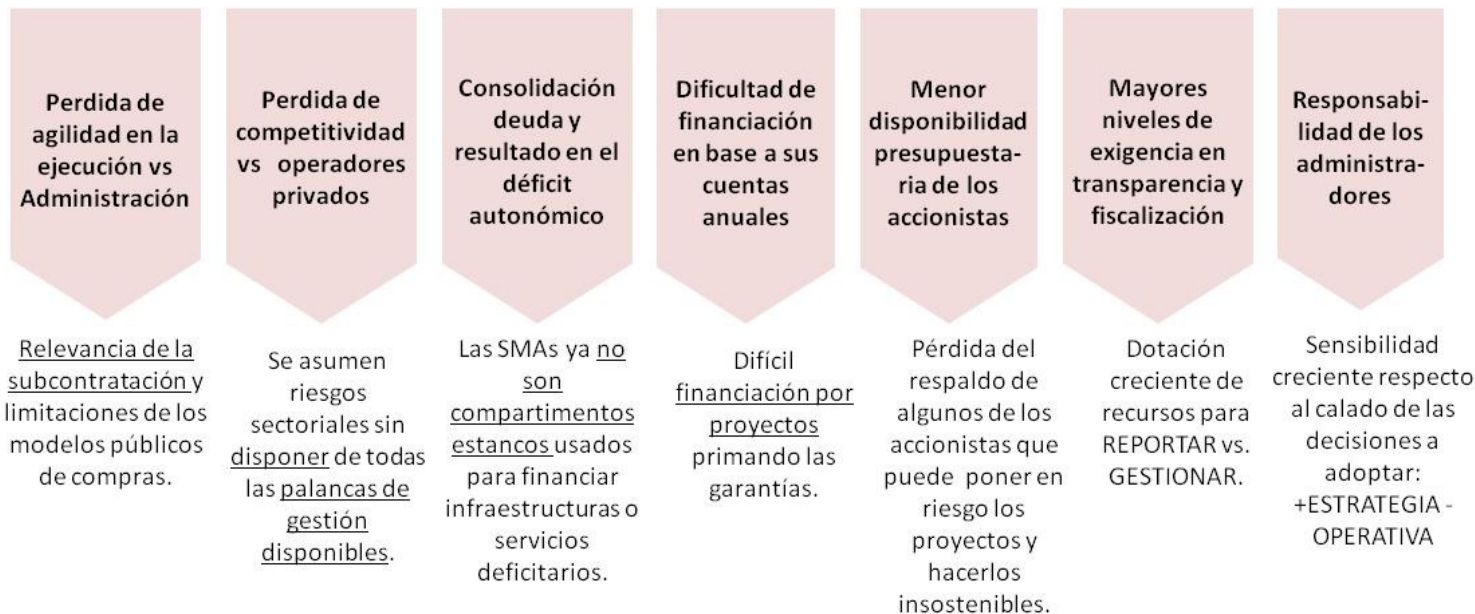 Perdida de
agilidad en la
ejecución vs
Administración
Relevancia de la
subcontratación y
limitaciones de los
modelos públicos
de compras.
Perdida de
competitividad
vs operadores
privados
Se asumen
riesgos
sectoriales sin
disponer de todas
las palancas de
gestión
disponibles.
Consolidación
deuda y
resultado en el
déficit
autonómico
Las SMAs ya no
son
compartimentos
estancos usados
para financiar
infraestructuras o
servicios
deficitarios.
Dificultad de
financiación
en base a sus
cuentas
anuales
Difícil
financiación por
proyectos
primando las
garantías.
Menor
disponibilidad
presupuesta-
ria de los
accionistas
Pérdida del
respaldo de
algunos de los
accionistas que
puede poner en
riesgo los
proyectos y
hacerlos
insostenibles.
Mayores
niveles de
exigencia en
transparencia y
fiscalización
Dotación
creciente de
recursos para
REPORTAR vs.
GESTIONAR.
Responsabi-
lidad de los
administra-
dores
Sensibilidad
creciente respecto
al calado de las
decisiones a
adoptar:
+ESTRATEGIA -
OPERATIVA